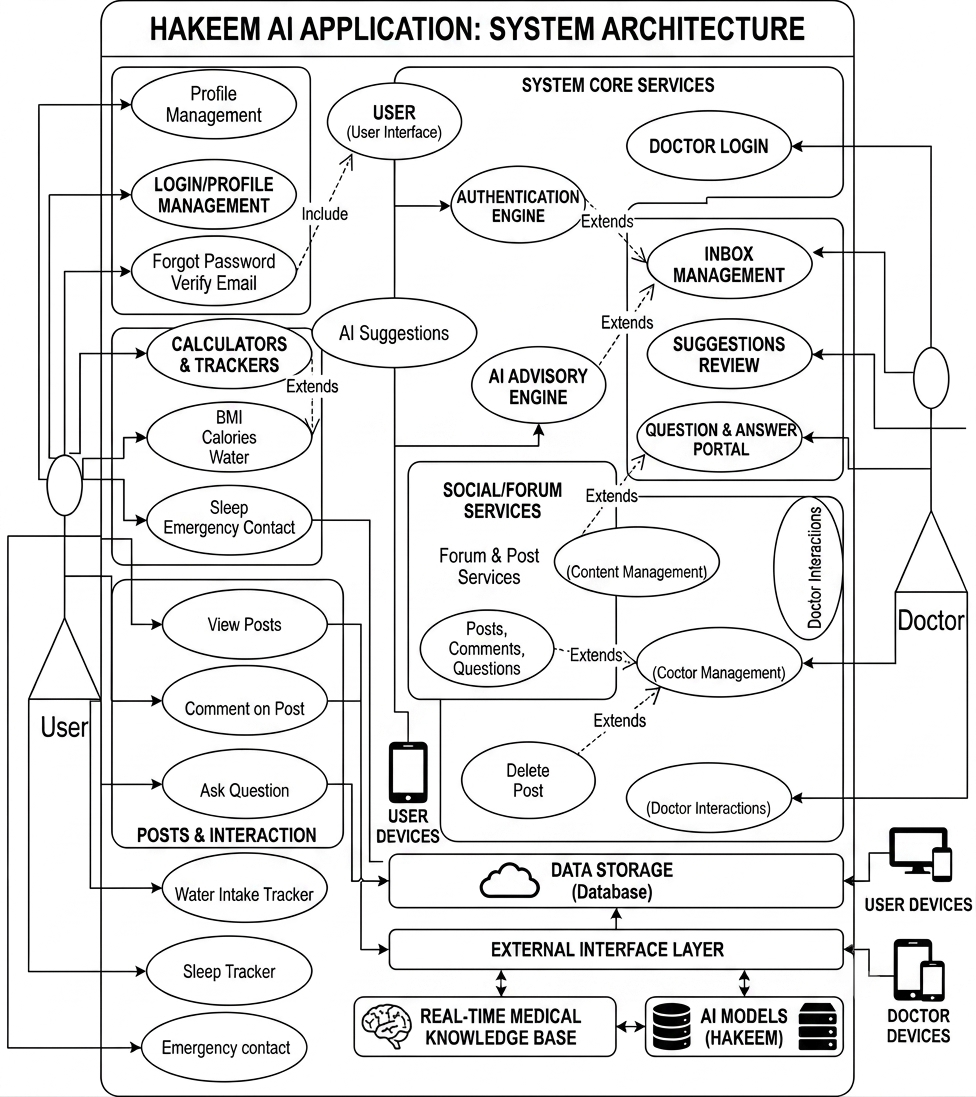 HAKEEM AI APPLICATION: SYSTEM ARCHITECTURE
Profile
Management
LOGIN/PROFILE
MANAGEMENT
Forgot Password
Verify Email
Include
USER
(User Interface)
SYSTEM CORE SERVICES
DOCTOR LOGIN
AUTHENTICATION
ENGINE
Extends
INBOX
MANAGEMENT
AI Suggestions
Extends
SUGGESTIONS
REVIEW
AI ADVISORY
ENGINE
QUESTION & ANSWER
PORTAL
CALCULATORS
& TRACKERS
Extends
BMI
Calories
Water
Sleep
Emergency Contact
SOCIAL/FORUM
SERVICES
Extends
Forum & Post
Services
(Content Management)
Doctor Interactiions
Posts,
Comments,
Questions
Extends
(Coctor Management)
Extends
Delete
Post
(Doctor Interactions)
User
Doctor
View Posts
Comment on Post
Ask Question
POSTS & INTERACTION
Water Intake Tracker
Sleep Tracker
Emergency contact
USER
DEVICES
DATA STORAGE
(Database)
EXTERNAL INTERFACE LAYER
REAL-TIME MEDICAL
KNOWLEDGE BASE
AI MODELS
(HAKEEM)
USER DEVICES
DOCTOR
DEVICES